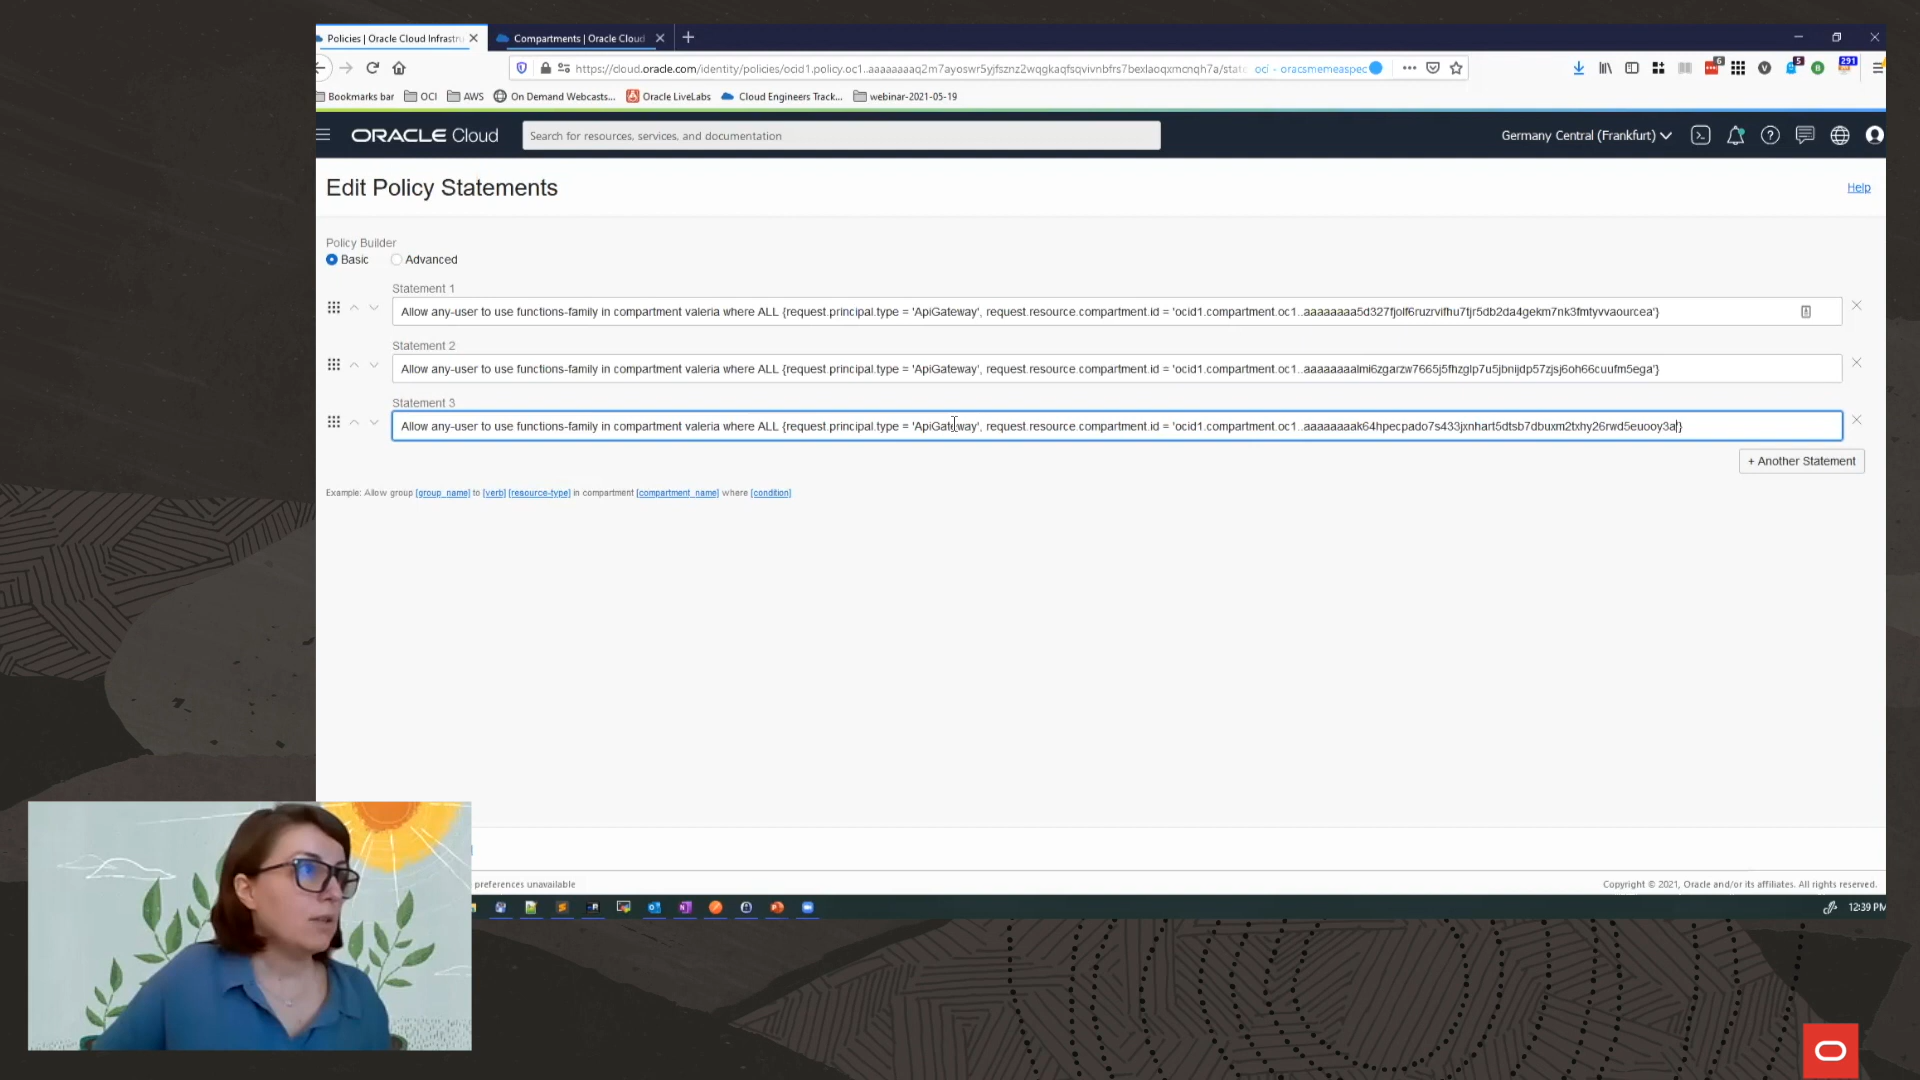 Policies | Oracle Cloud Infrastru
Compartments | Oracle Cloud
https://cloud.oracle.com/identity/policies/ocid1.policy.oc1..aaaaaaaaq2m7ayoswr5yjfsznz2wqgkaqfsqvivnbfrs7bexlaoqxmcnqh7a/state
oci - oracsmemeaspec
6
5
291
Bookmarks bar
OCI
AWS
On Demand Webcasts...
Oracle LiveLabs
Cloud Engineers Track...
webinar-2021-05-19
ORACLE Cloud
Search for resources, services, and documentation
Germany Central (Frankfurt)
Edit Policy Statements
Help
Policy Builder
Basic
Advanced
Statement 1
Allow any-user to use functions-family in compartment valeria where ALL {request.principal.type = 'ApiGateway', request.resource.compartment.id = 'ocid1.compartment.oc1..aaaaaaaa5d327fjolf6ruzrvifhu7tjr5db2da4gekm7nk3fmtyvvaourcea'}
Statement 2
Allow any-user to use functions-family in compartment valeria where ALL {request.principal.type = 'ApiGateway', request.resource.compartment.id = 'ocid1.compartment.oc1..aaaaaaaalmi6zgarzw7665j5fhzglp7u5jbnijdp57zjsj6oh66cuufm5ega'}
Statement 3
Allow any-user to use functions-family in compartment valeria where ALL {request.principal.type = 'ApiGateway', request.resource.compartment.id = 'ocid1.compartment.oc1..aaaaaaaak64hpecpado7s433jxnhart5dtsb7dbuxm2txhy26rwd5euooy3a'}
+ Another Statement
Example: Allow group [group_name] to [verb] [resource-type] in compartment [compartment_name] where [condition]
preferences unavailable
Copyright © 2021, Oracle and/or its affiliates. All rights reserved.
12:39 PM